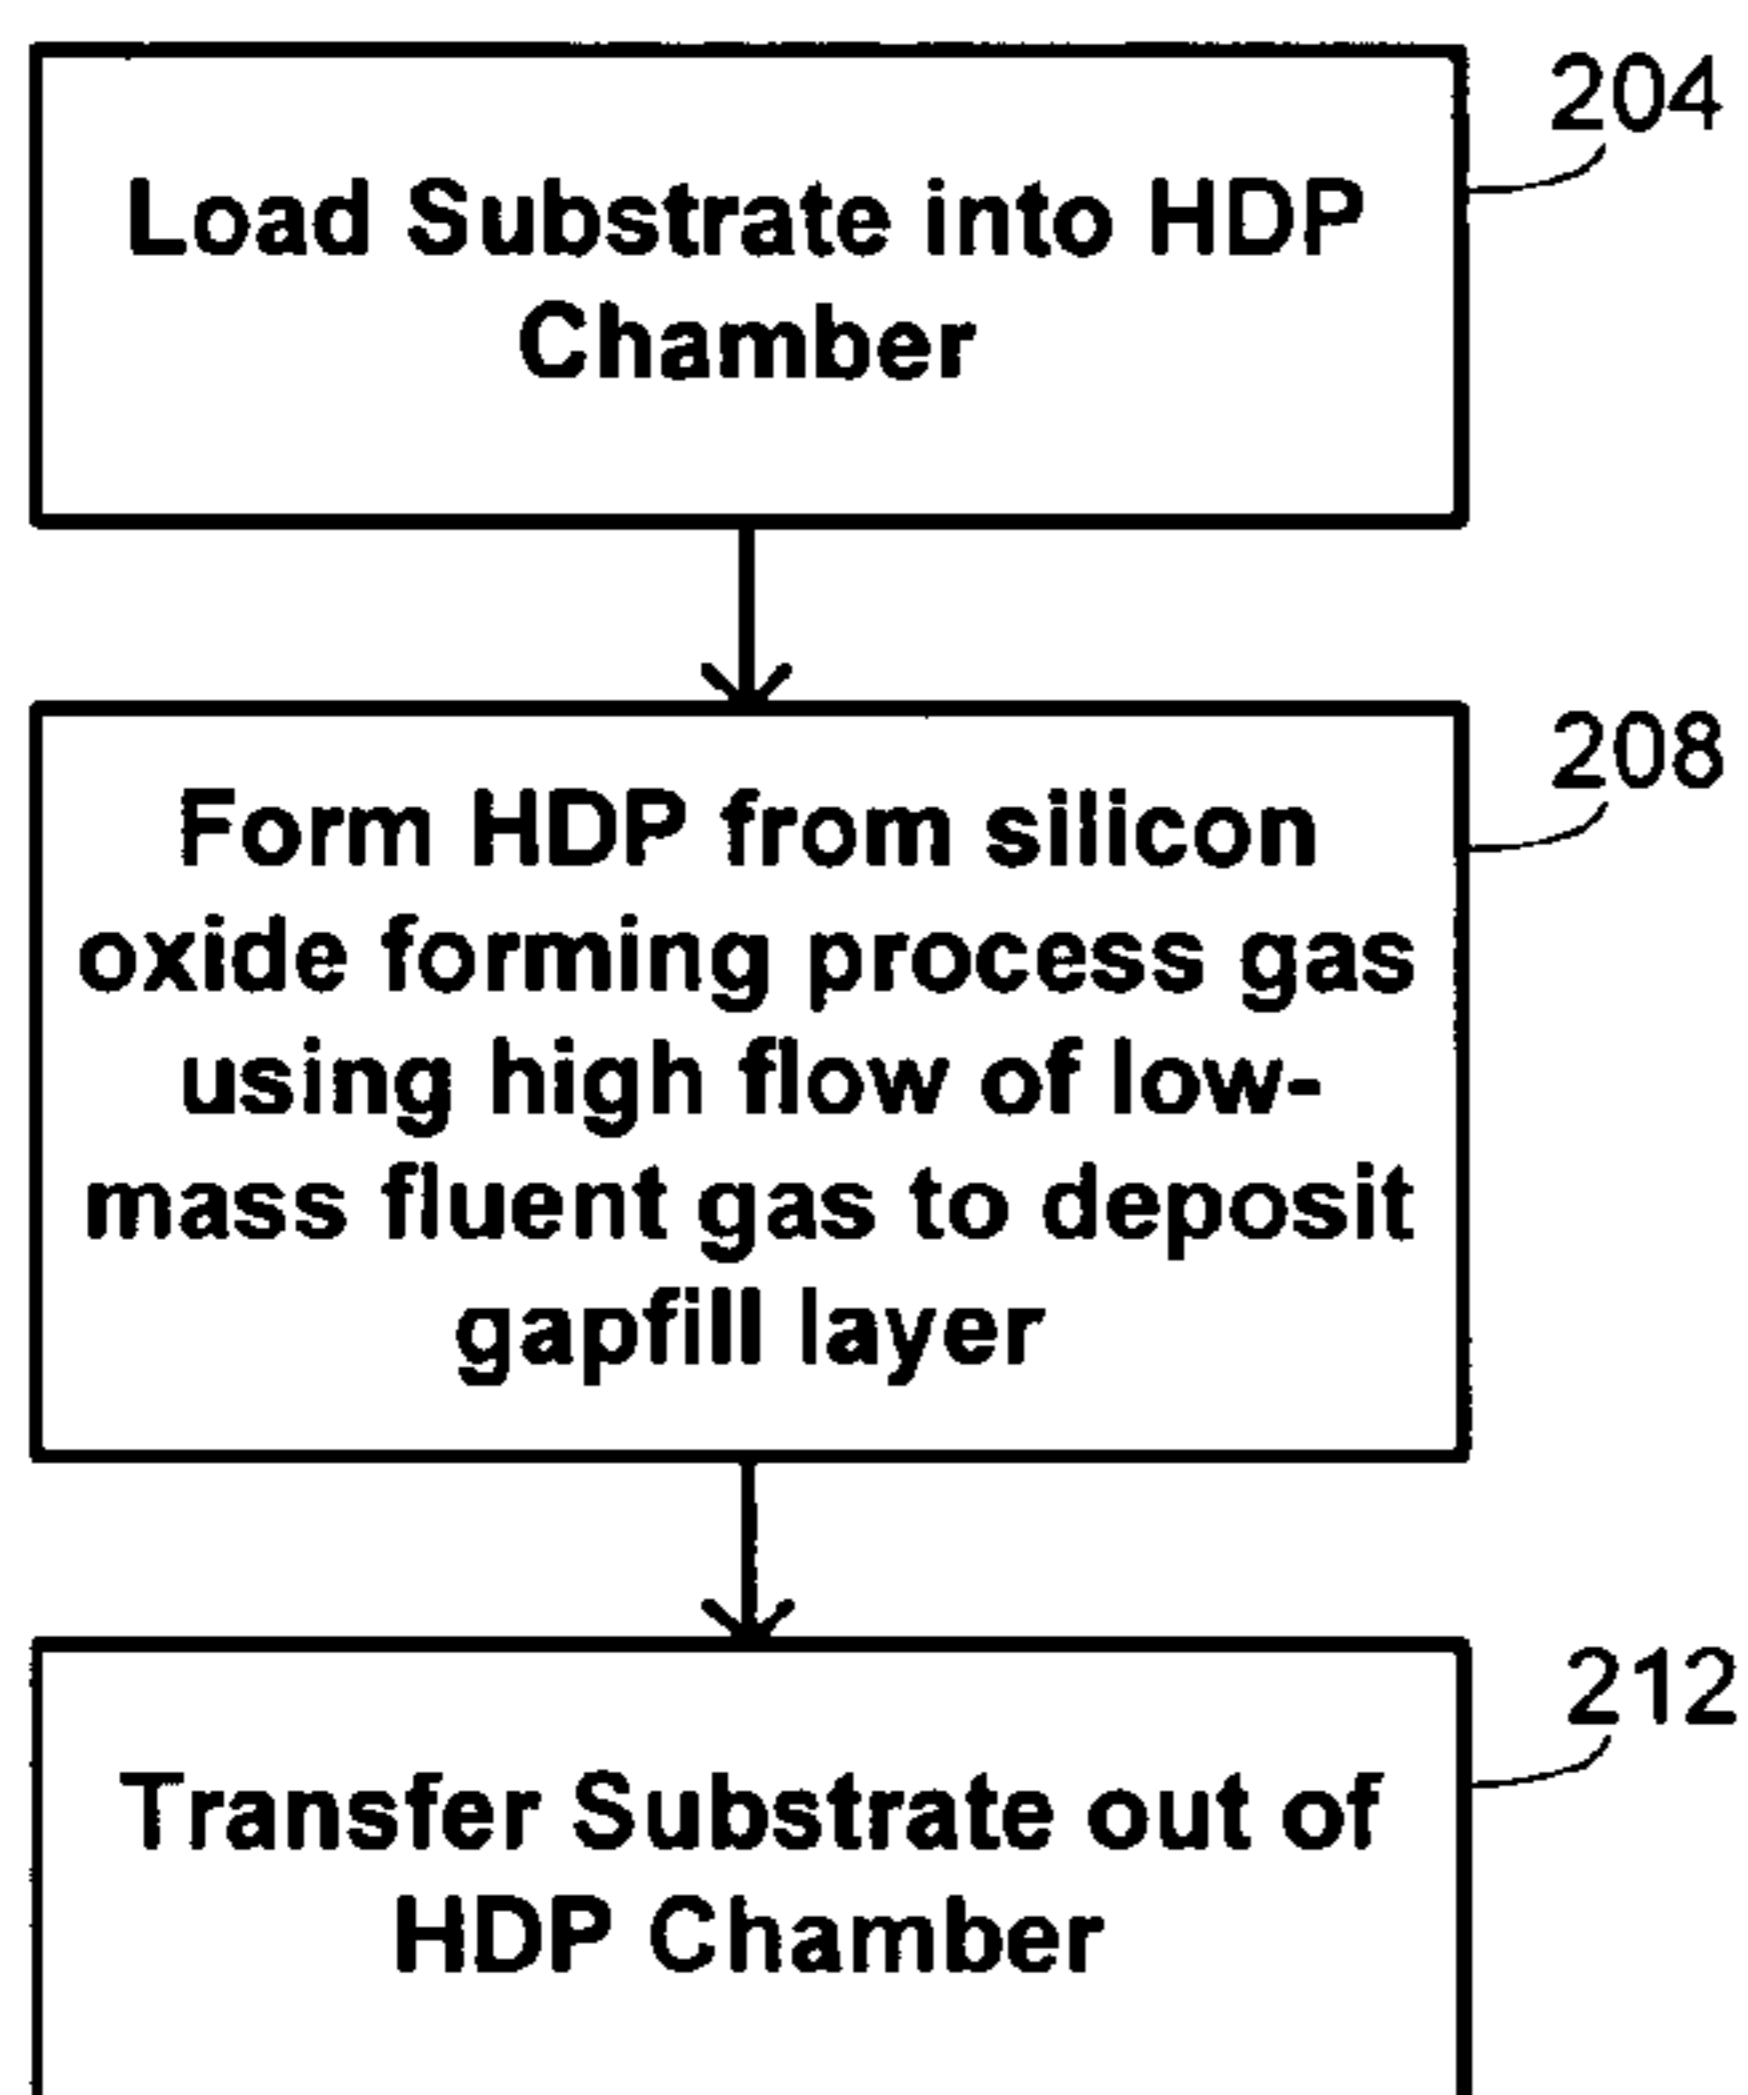 204
Load Substrate into HDP
Chamber
208
Form HDP from silicon
oxide forming process gas
using high flow of low-
mass fluent gas to deposit
gapfill layer
212
Transfer Substrate out of
HDP Chamber